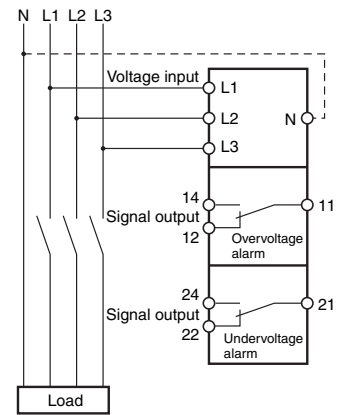 N L1 L2 L3
Voltage input
L1
L2
N
L3
14
11
Signal output
12
Overvoltage
alarm
24
21
Signal output
22
Undervoltage
alarm
Load